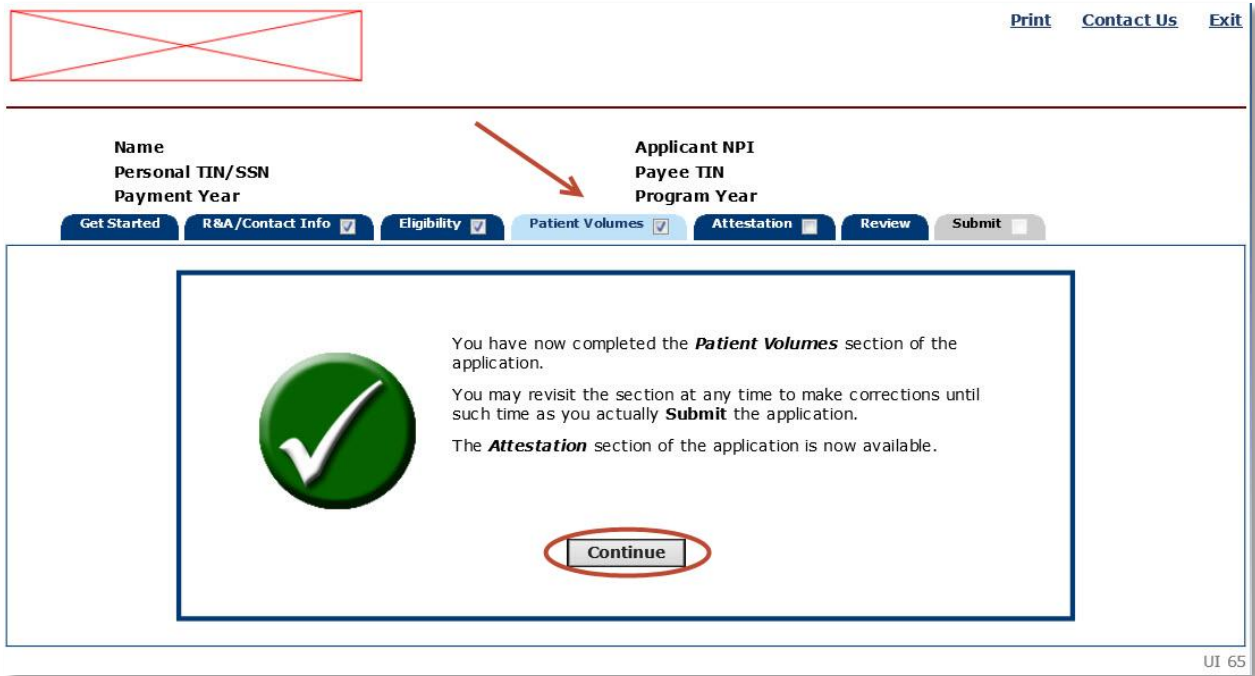 Print Contact Us Exit
Name Applicant NPI
Personal TIN/SSN Payee TIN
Payment Year Program Year
Get Started R&A/Contact Info Eligibility Patient Volumes Attestation Review Submit
You have now completed the Patient Volumes section of the
application.
You may revisit the section at any time to make corrections until
such time as you actually Submit the application.
The Attestation section of the application is now available.
Continue
UI 65